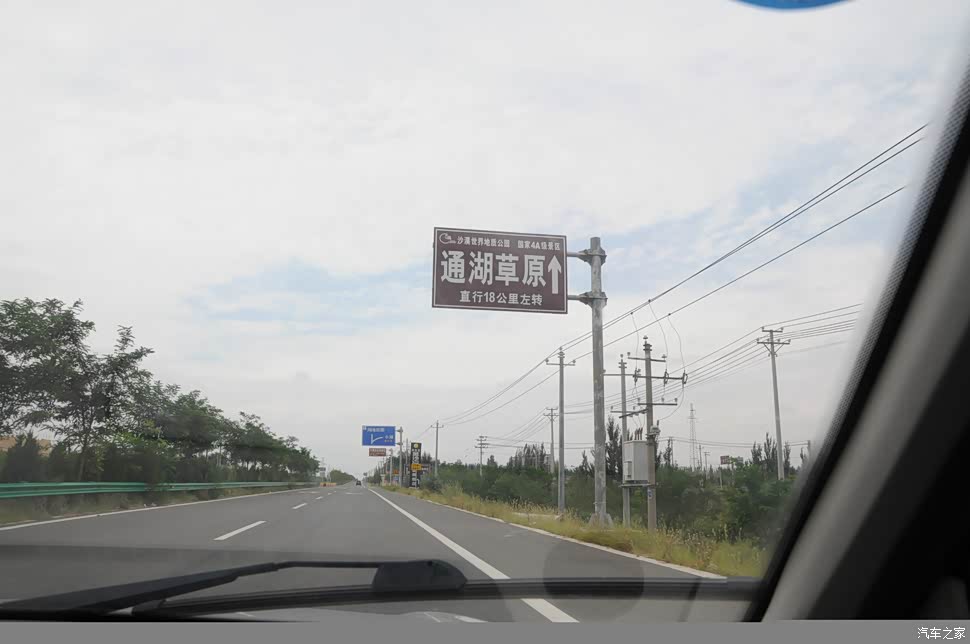 沙漠世界地质公园 国家4A级景区
通湖草原
直行18公里左转
汽车之家